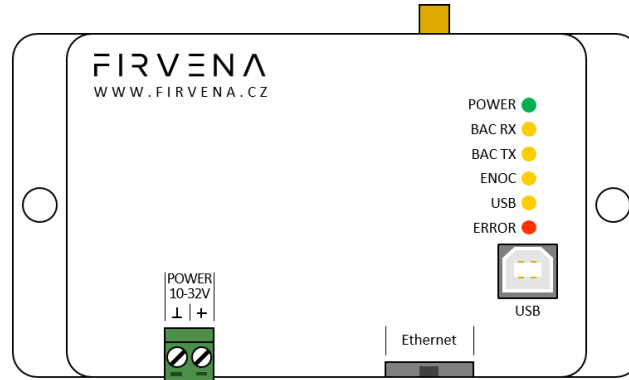 FIRVENA
WWW.FIRVENA.CZ
POWER
BAC RX
BAC TX
ENOC
USB
ERROR
USB
POWER
10-32V
⊥ +
Ethernet